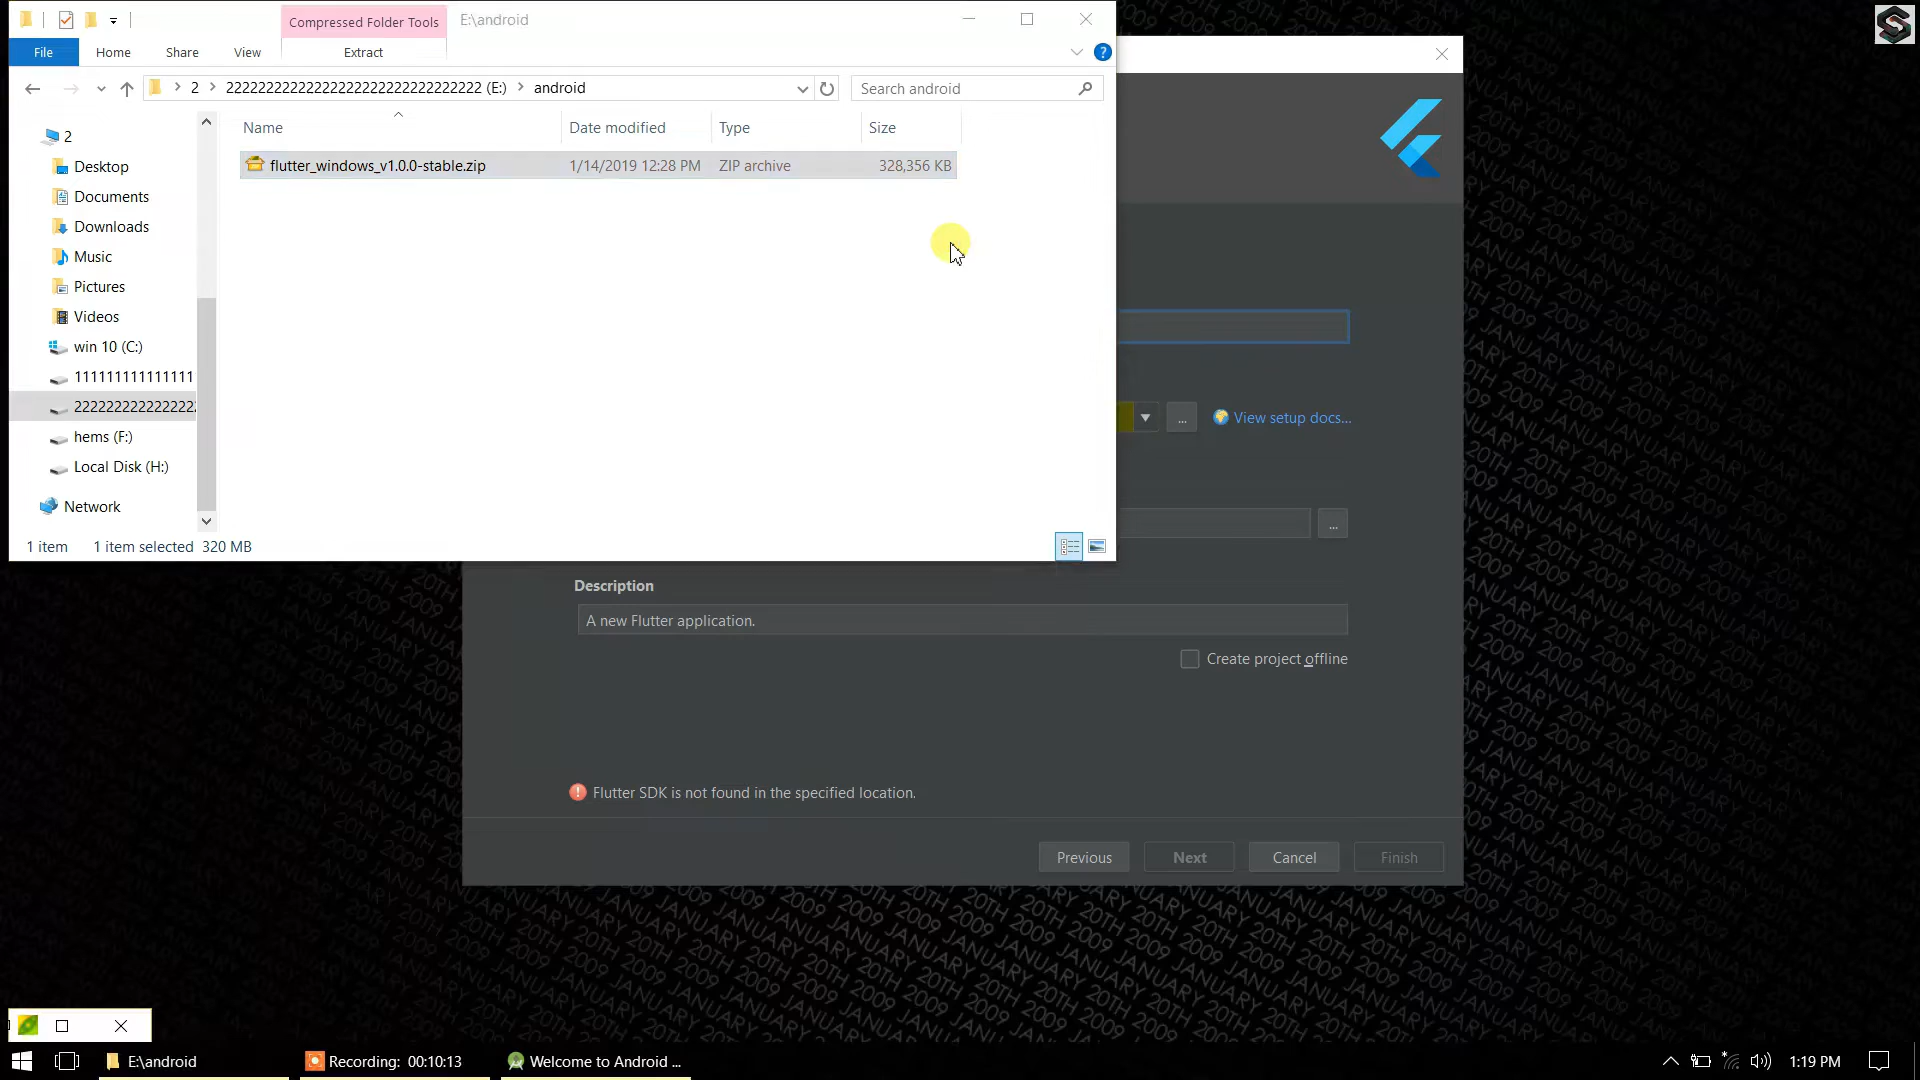 Compressed Folder Tools
E:\android
File
Home
Share
View
Extract
2
22222222222222222222222222222222 (E:)
android
Search android
Name
Date modified
Type
Size
flutter_windows_v1.0.0-stable.zip
1/14/2019 12:28 PM
ZIP archive
328,356 KB
2
Desktop
Documents
Downloads
Music
Pictures
Videos
win 10 (C:)
111111111111111
hems (F:)
Local Disk (H:)
Network
1 item
1 item selected 320 MB
...
View setup docs...
...
Description
A new Flutter application.
Create project offline
Flutter SDK is not found in the specified location.
Previous
Next
Cancel
Finish
E:\android
Recording: 00:10:13
Welcome to Android ...
1:19 PM
20TH JANUARY 2009